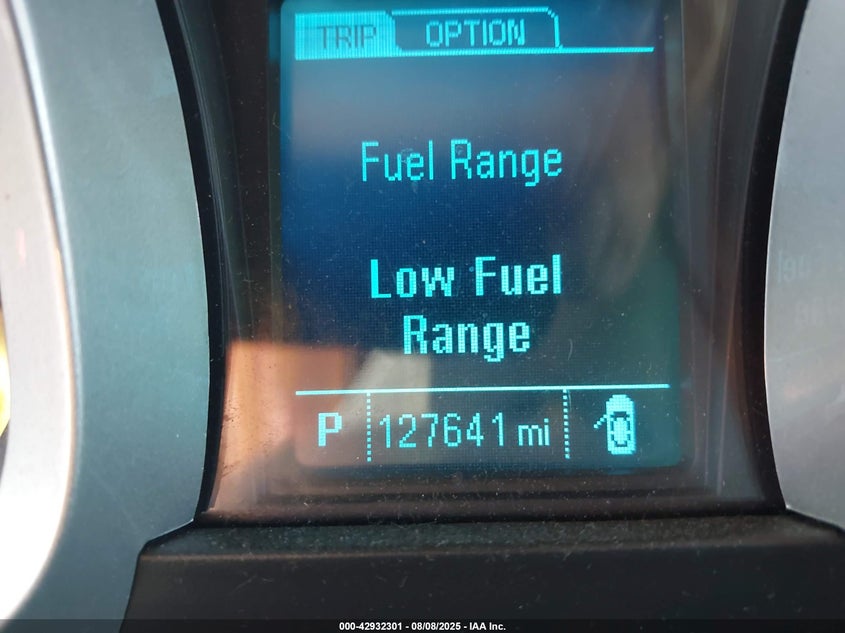 TRIP OPTION
Fuel Range
Low Fuel
Range
P 127641 mi
000-42932301 - 08/08/2025 - IAA Inc.